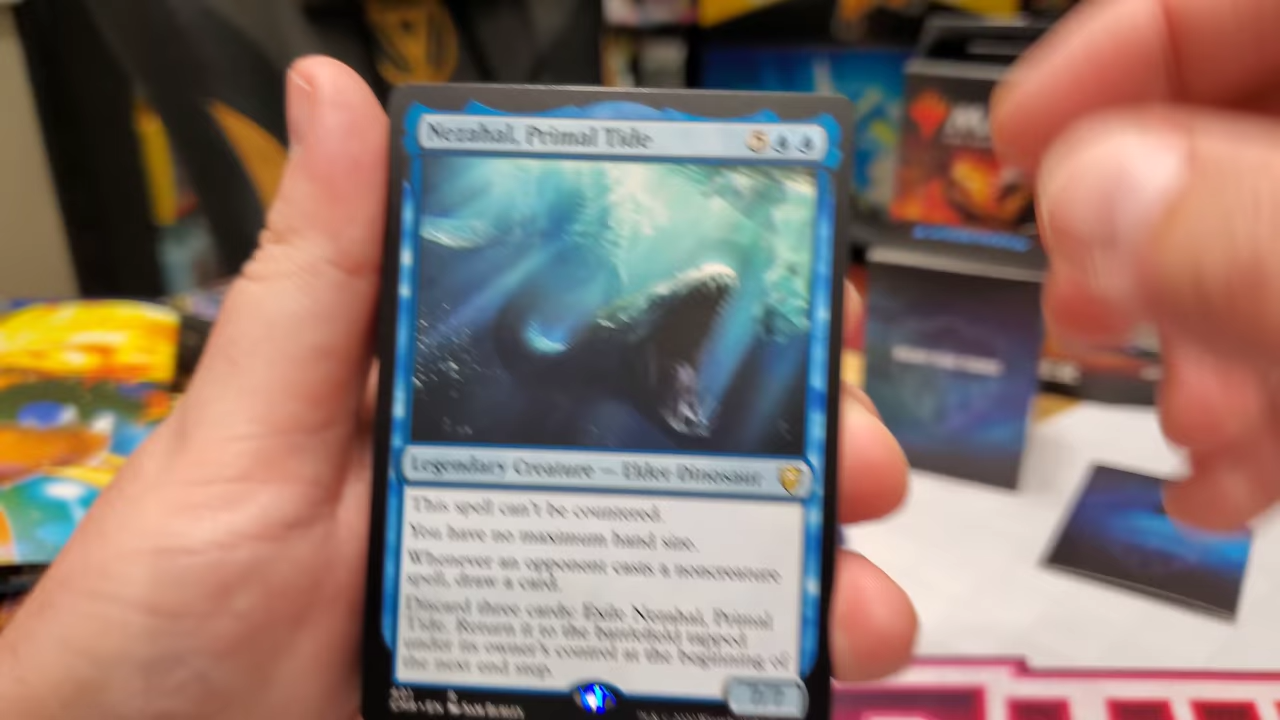 Nezahal, Primal Tide
Legendary Creature — Elder Dinosaur
This spell can't be countered.
You have no maximum hand size.
Whenever an opponent casts a noncreature
spell, draw a card.
Discard three cards: Exile Nezahal, Primal
Tide. Return it to the battlefield tapped
under its owner's control at the beginning of
the next end step.